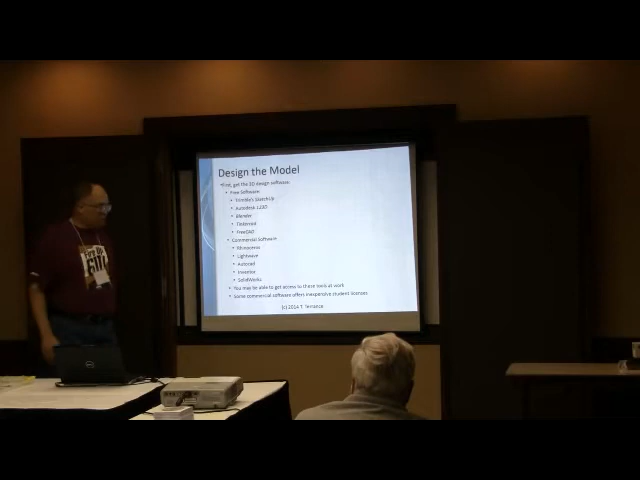 Design the Model
•First, get the 3D design software.
• Free Software:
• Trimble's SketchUp
• Autodesk 123D
• Blender
• Tinkercad
• FreeCAD
• Commercial Software
• Rhinoceros
• Lightwave
• Autocad
• Inventor
• SolidWorks
• You may be able to get access to these tools at work
• Some commercial software offers inexpensive student licenses
(c) 2014 T. Terrance